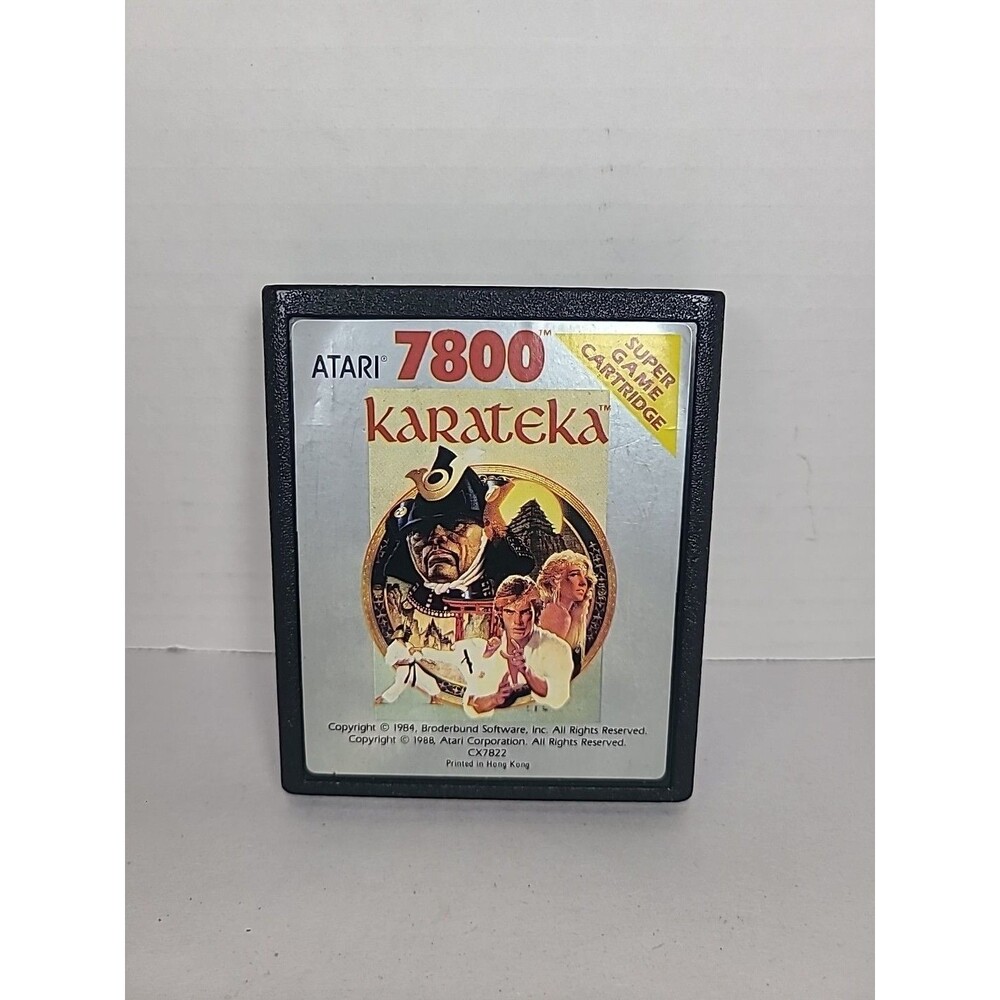 ATARI® 7800™
SUPER
GAME
CARTRIDGE
KARATEKA™
Copyright © 1984, Broderbund Software, Inc. All Rights Reserved.
Copyright © 1988, Atari Corporation. All Rights Reserved.
CX7822
Printed in Hong Kong